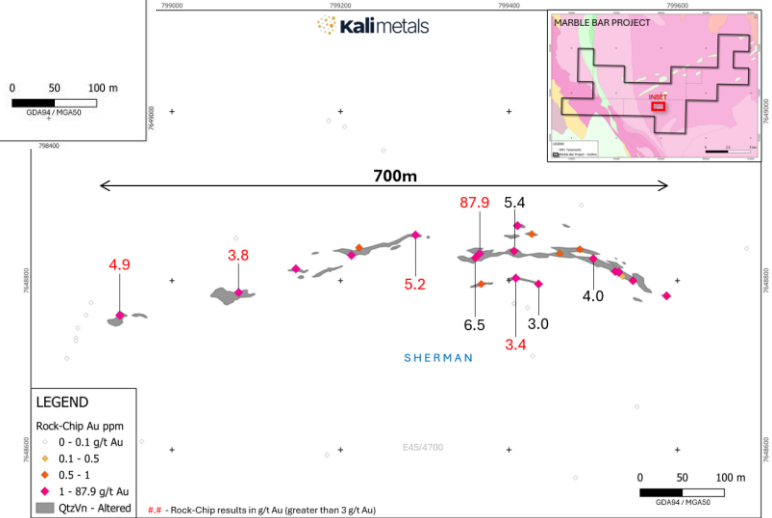 799000
799200
799400
799600
Kali metals
MARBLE BAR PROJECT
INSET
LEGEND
0 50 100 m
GDA94 / MGA50
798400
7649000
7649000
700m
87.9
5.4
4.9
3.8
5.2
6.5
3.4
3.0
4.0
7648800
7648800
SHERMAN
LEGEND
Rock-Chip Au ppm
0 - 0.1 g/t Au
0.1 - 0.5
0.5 - 1
1 - 87.9 g/t Au
QtzVn - Altered
7648600
7648600
E45/4700
#.# - Rock-Chip results in g/t Au (greater than 3 g/t Au)
0 50 100 m
GDA94 / MGA50